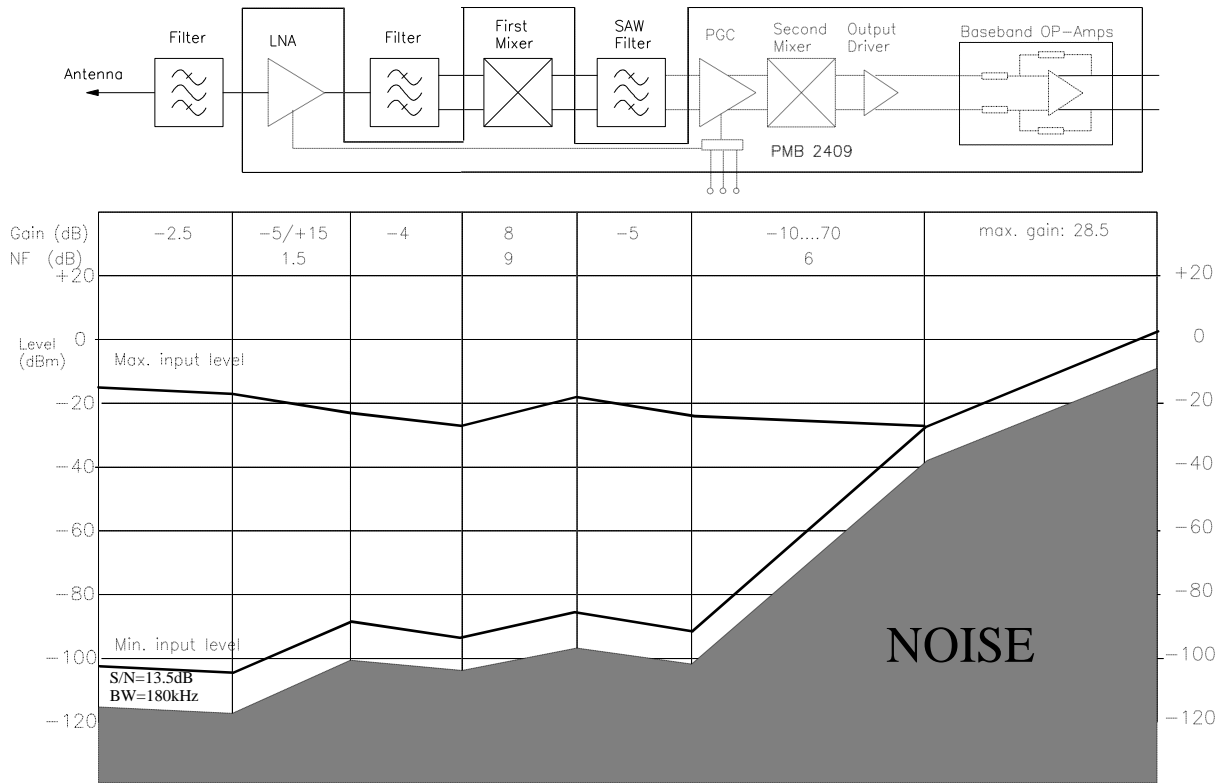 Filter
LNA
Filter
First
Mixer
SAW
Filter
PGC
Second
Mixer
Output
Driver
Baseband OP-Amps
Antenna
PMB 2409
Gain (dB) -2.5 -5/+15 -4 8 -5 -10....70 max. gain: 28.5
NF (dB) 1.5 9 6
+20 +20
Level
(dBm)
0 0
Max. input level
-20 -20
-40 -40
-60 -60
-80 -80
Min. input level
NOISE
-100 -100
S/N=13.5dB
BW=180kHz
-120 -120